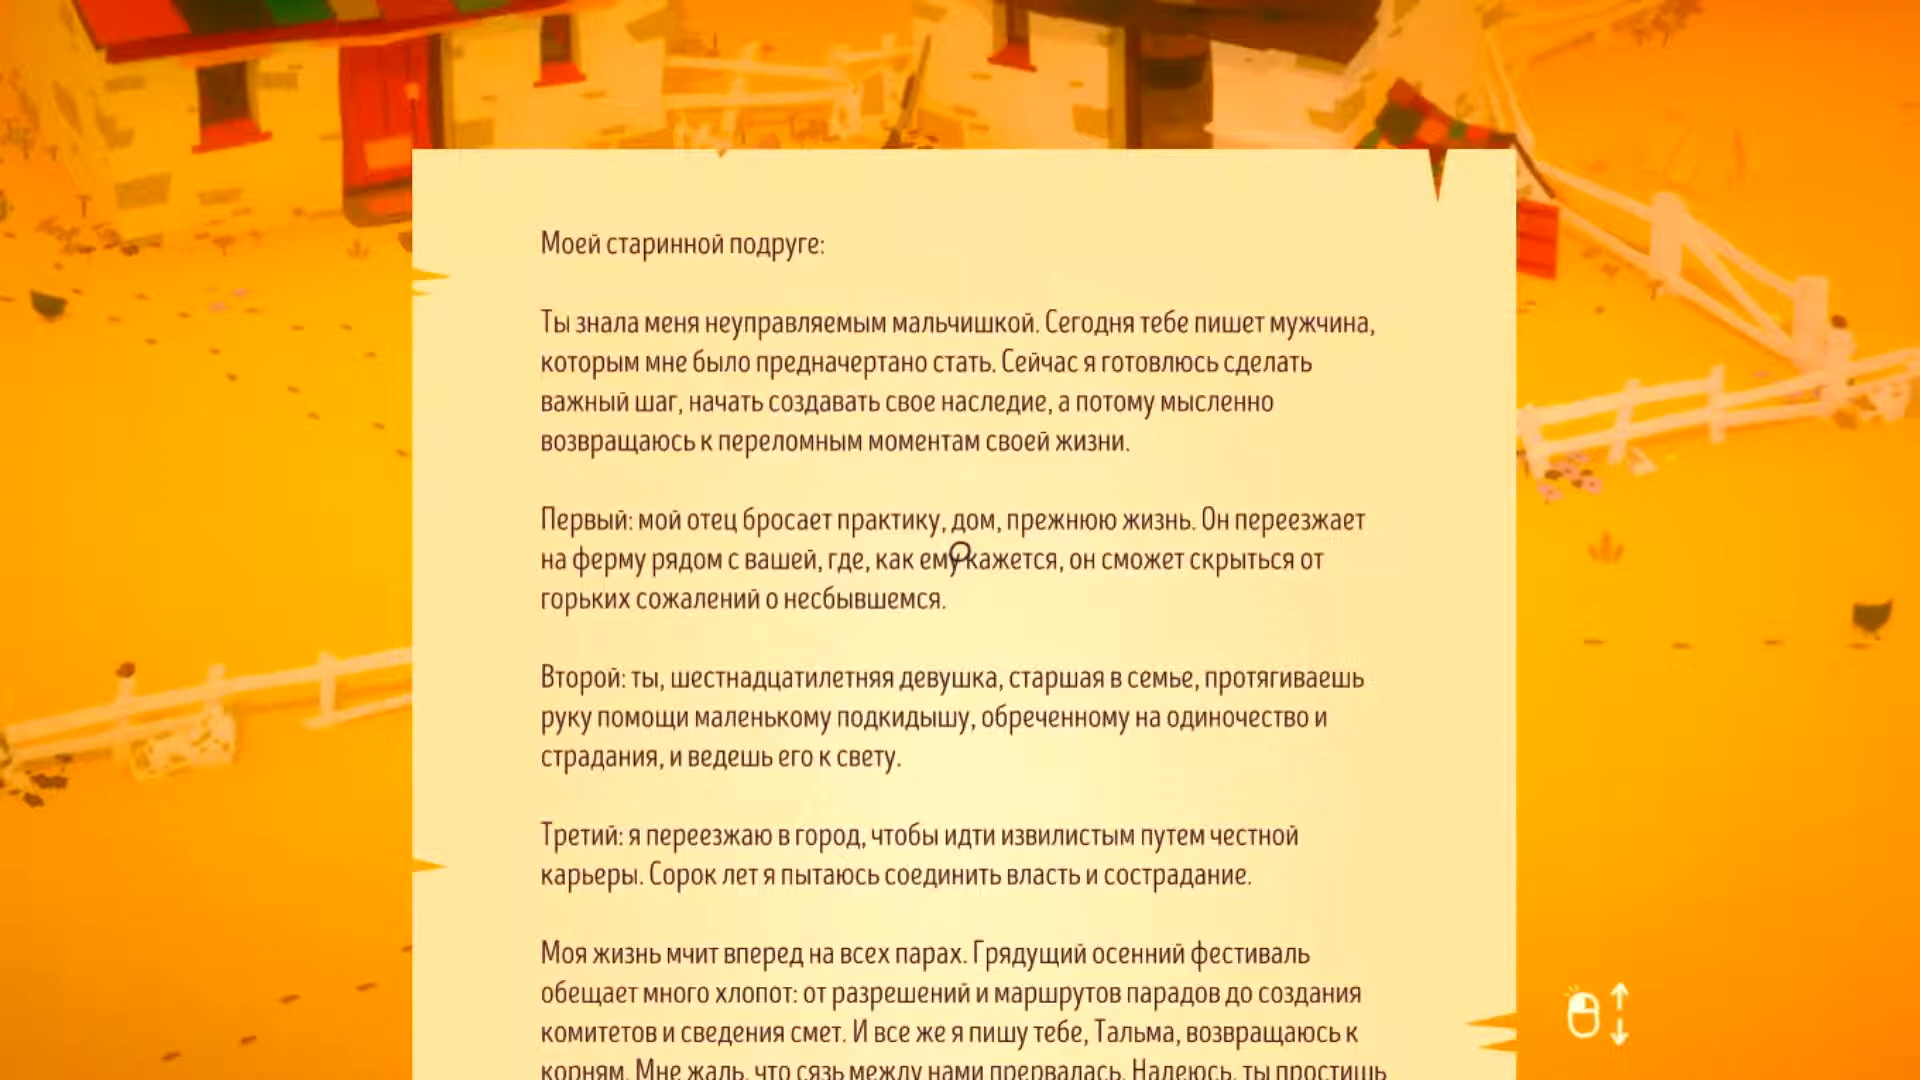 Моей старинной подруге:
Ты знала меня неуправляемым мальчишкой. Сегодня тебе пишет мужчина,
которым мне было предначертано стать. Сейчас я готовлюсь сделать
важный шаг, начать создавать свое наследие, а потому мысленно
возвращаюсь к переломным моментам своей жизни.
Первый: мой отец бросает практику, дом, прежнюю жизнь. Он переезжает
на ферму рядом с вашей, где, как ему кажется, он сможет скрыться от
горьких сожалений о несбывшемся.
Второй: ты, шестнадцатилетняя девушка, старшая в семье, протягиваешь
руку помощи маленькому подкидышу, обреченному на одиночество и
страдания, и ведешь его к свету.
Третий: я переезжаю в город, чтобы идти извилистым путем честной
карьеры. Сорок лет я пытаюсь соединить власть и сострадание.
Моя жизнь мчит вперед на всех парах. Грядущий осенний фестиваль
обещает много хлопот: от разрешений и маршрутов парадов до создания
комитетов и сведения смет. И все же я пишу тебе, Тальма, возвращаюсь к
корням. Мне жаль, что сязь между нами прервалась. Надеюсь, ты простишь